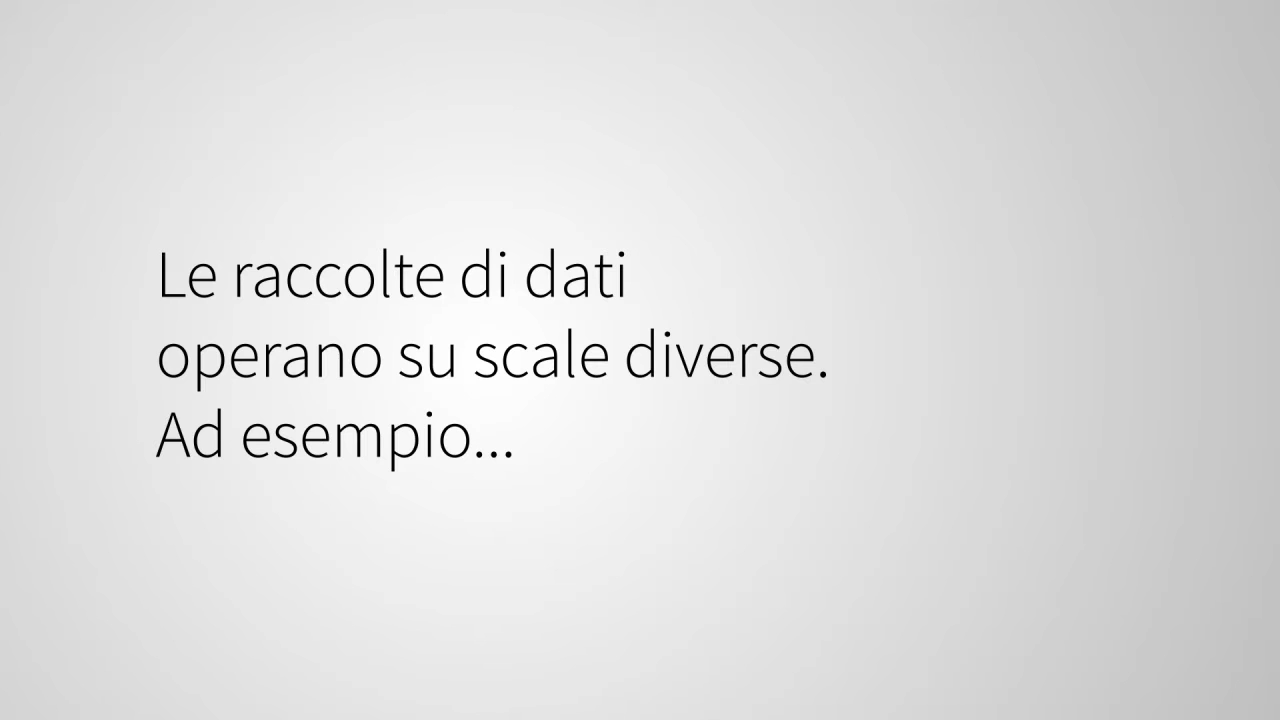 Le raccolte di dati
operano su scale diverse.
Ad esempio...